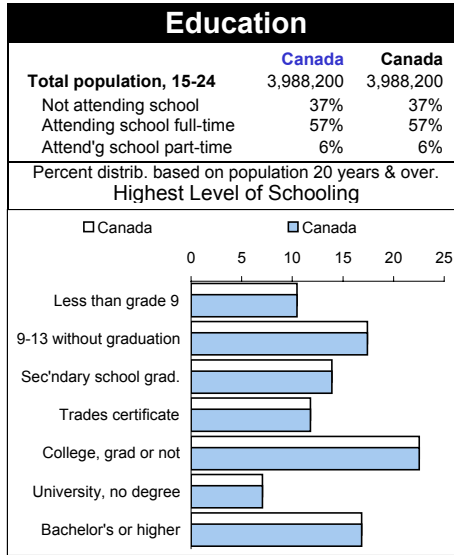 Education
Canada Canada
Total population, 15-24 3,988,200 3,988,200
Not attending school 37% 37%
Attending school full-time 57% 57%
Attend'g school part-time 6% 6%
Percent distrib. based on population 20 years & over.
Highest Level of Schooling
Canada Canada
0 5 10 15 20 25
Less than grade 9
9-13 without graduation
Sec'ndary school grad.
Trades certificate
College, grad or not
University, no degree
Bachelor's or higher